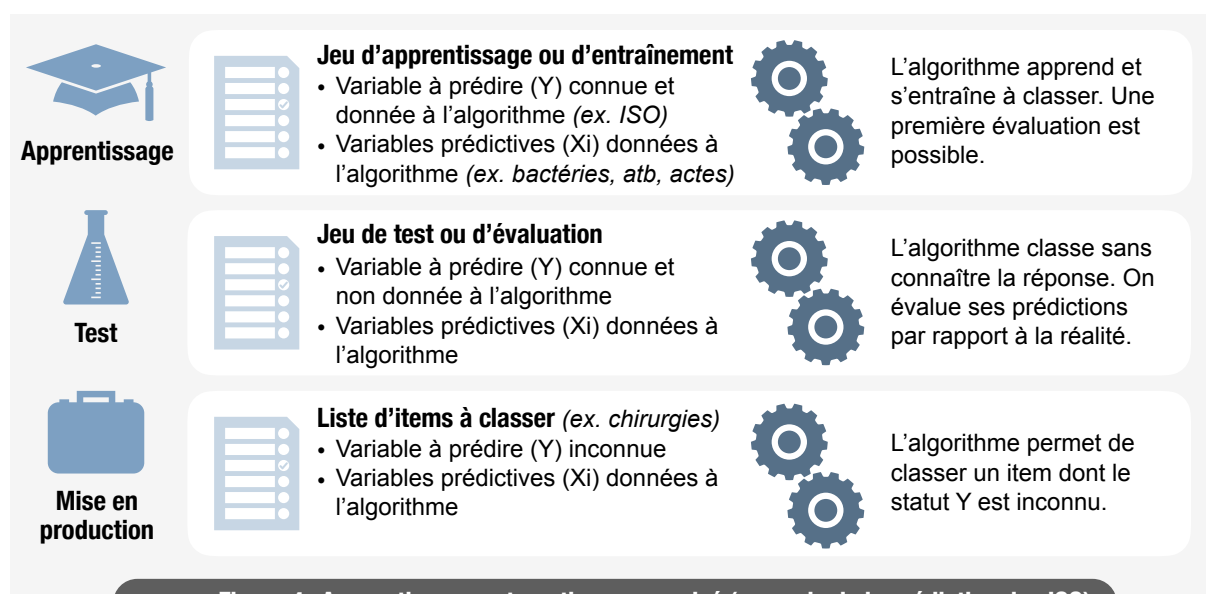 Apprentissage
Jeu d'apprentissage ou d'entraînement
• Variable à prédire (Y) connue et
donnée à l'algorithme (ex. ISO)
• Variables prédictives (Xi) données à
l'algorithme (ex. bactéries, atb, actes)
L'algorithme apprend et
s'entraîne à classer. Une
première évaluation est
possible.
Test
Jeu de test ou d'évaluation
• Variable à prédire (Y) connue et
non donnée à l'algorithme
• Variables prédictives (Xi) données à
l'algorithme
L'algorithme classe sans
connaître la réponse. On
évalue ses prédictions
par rapport à la réalité.
Mise en
production
Liste d'items à classer (ex. chirurgies)
• Variable à prédire (Y) inconnue
• Variables prédictives (Xi) données à
l'algorithme
L'algorithme permet de
classer un item dont le
statut Y est inconnu.